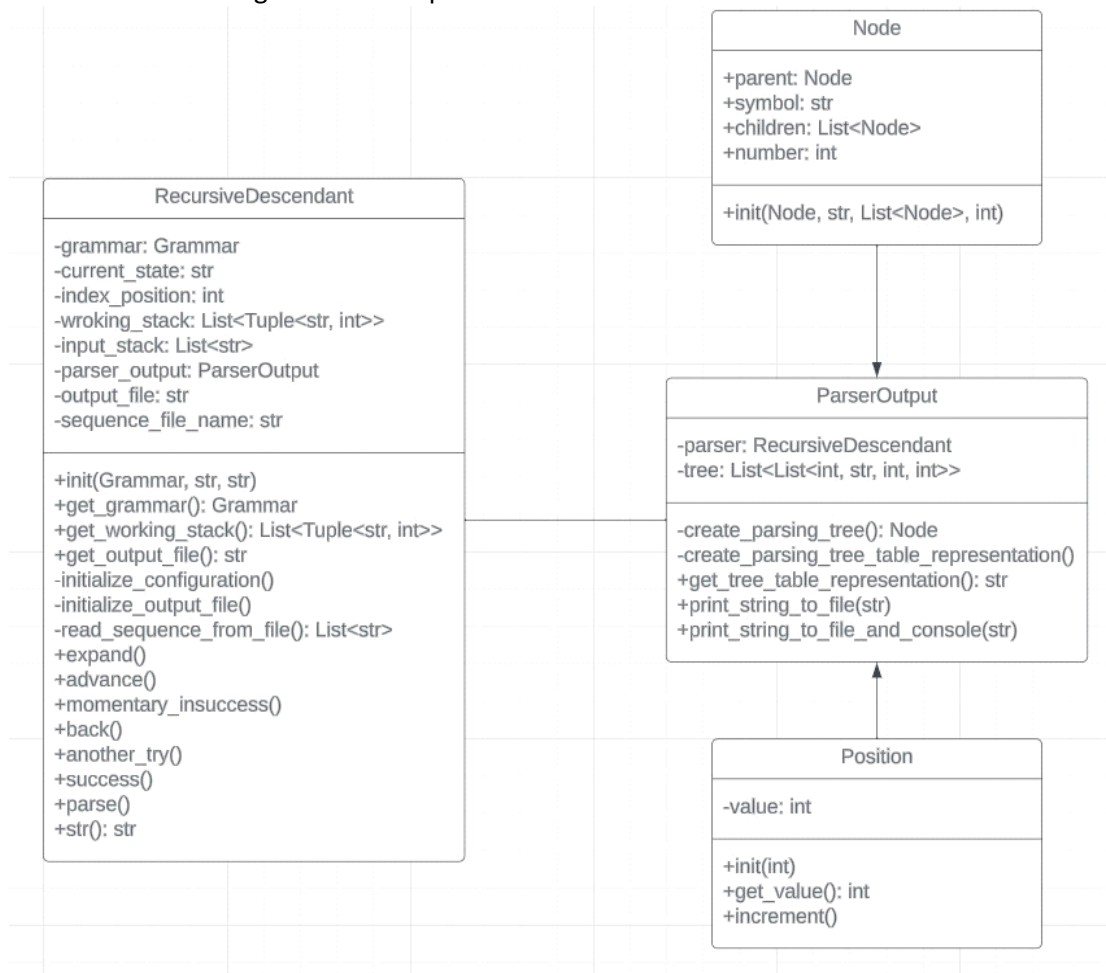 RecursiveDescendant
-grammar: Grammar
-current_state: str
-index_position: int
-wroking_stack: List<Tuple<str, int>>
-input_stack: List<str>
-parser_output: ParserOutput
-output_file: str
-sequence_file_name: str
+init(Grammar, str, str)
+get_grammar(): Grammar
+get_working_stack(): List<Tuple<str, int>>
+get_output_file(): str
-initialize_configuration()
-initialize_output_file()
-read_sequence_from_file(): List<str>
+expand()
+advance()
+momentary_insuccess()
+back()
+another_try()
+success()
+parse()
+str(): str
Node
+parent: Node
+symbol: str
+children: List<Node>
+number: int
+init(Node, str, List<Node>, int)
ParserOutput
-parser: RecursiveDescendant
-tree: List<List<int, str, int, int>>
-create_parsing_tree(): Node
-create_parsing_tree_table_representation()
+get_tree_table_representation(): str
+print_string_to_file(str)
+print_string_to_file_and_console(str)
Position
-value: int
+init(int)
+get_value(): int
+increment()